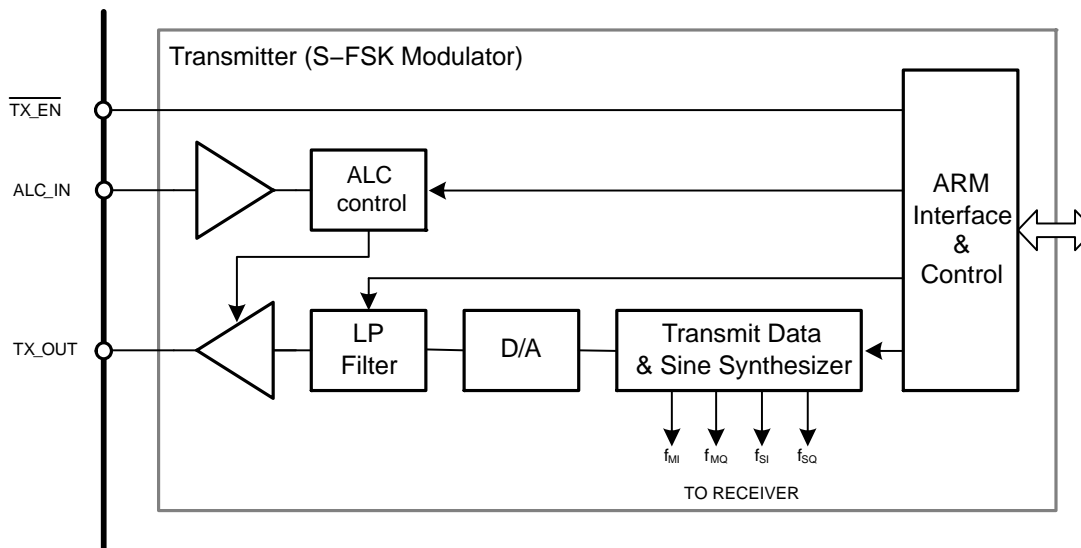 Transmitter (S–FSK Modulator)
TX_EN
ALC_IN
ALC
control
ARM
Interface
&
Control
TX_OUT
LP
Filter
D/A
Transmit Data
& Sine Synthesizer
fMI fMQ fSI fSQ
TO RECEIVER